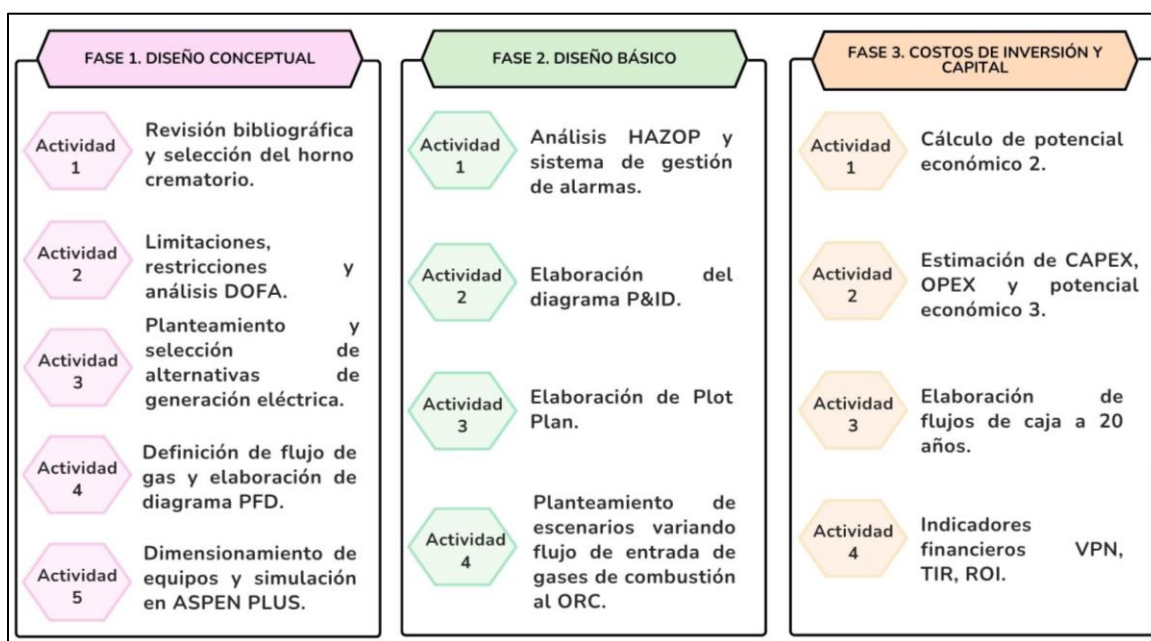 FASE 1. DISEÑO CONCEPTUAL
Actividad
1
Revisión bibliográfica
y selección del horno
crematorio.
Actividad
2
Limitaciones,
restricciones y
análisis DOFA.
Actividad
3
Planteamiento y
selección de
alternativas de
generación eléctrica.
Actividad
4
Definición de flujo de
gas y elaboración de
diagrama PFD.
Actividad
5
Dimensionamiento de
equipos y simulación
en ASPEN PLUS.
FASE 2. DISEÑO BÁSICO
Actividad
1
Análisis HAZOP y
sistema de gestión
de alarmas.
Actividad
2
Elaboración del
diagrama P&ID.
Actividad
3
Elaboración de Plot
Plan.
Actividad
4
Planteamiento de
escenarios variando
flujo de entrada de
gases de combustión
al ORC.
FASE 3. COSTOS DE INVERSIÓN Y
CAPITAL
Actividad
1
Cálculo de potencial
económico 2.
Actividad
2
Estimación de CAPEX,
OPEX y potencial
económico 3.
Actividad
3
Elaboración de
flujos de caja a 20
años.
Actividad
4
Indicadores
financieros VPN,
TIR, ROI.